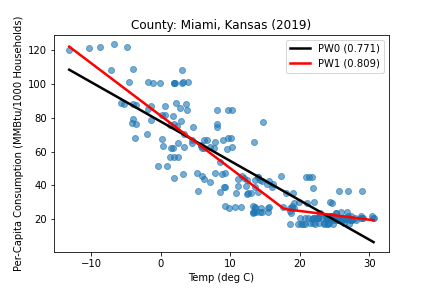 County: Miami, Kansas (2019)
Per-Capita Consumption (MMBtu/1000 Households)
120
100
80
60
40
20
PW0 (0.771)
PW1 (0.809)
−10 0 10 20 30
Temp (deg C)